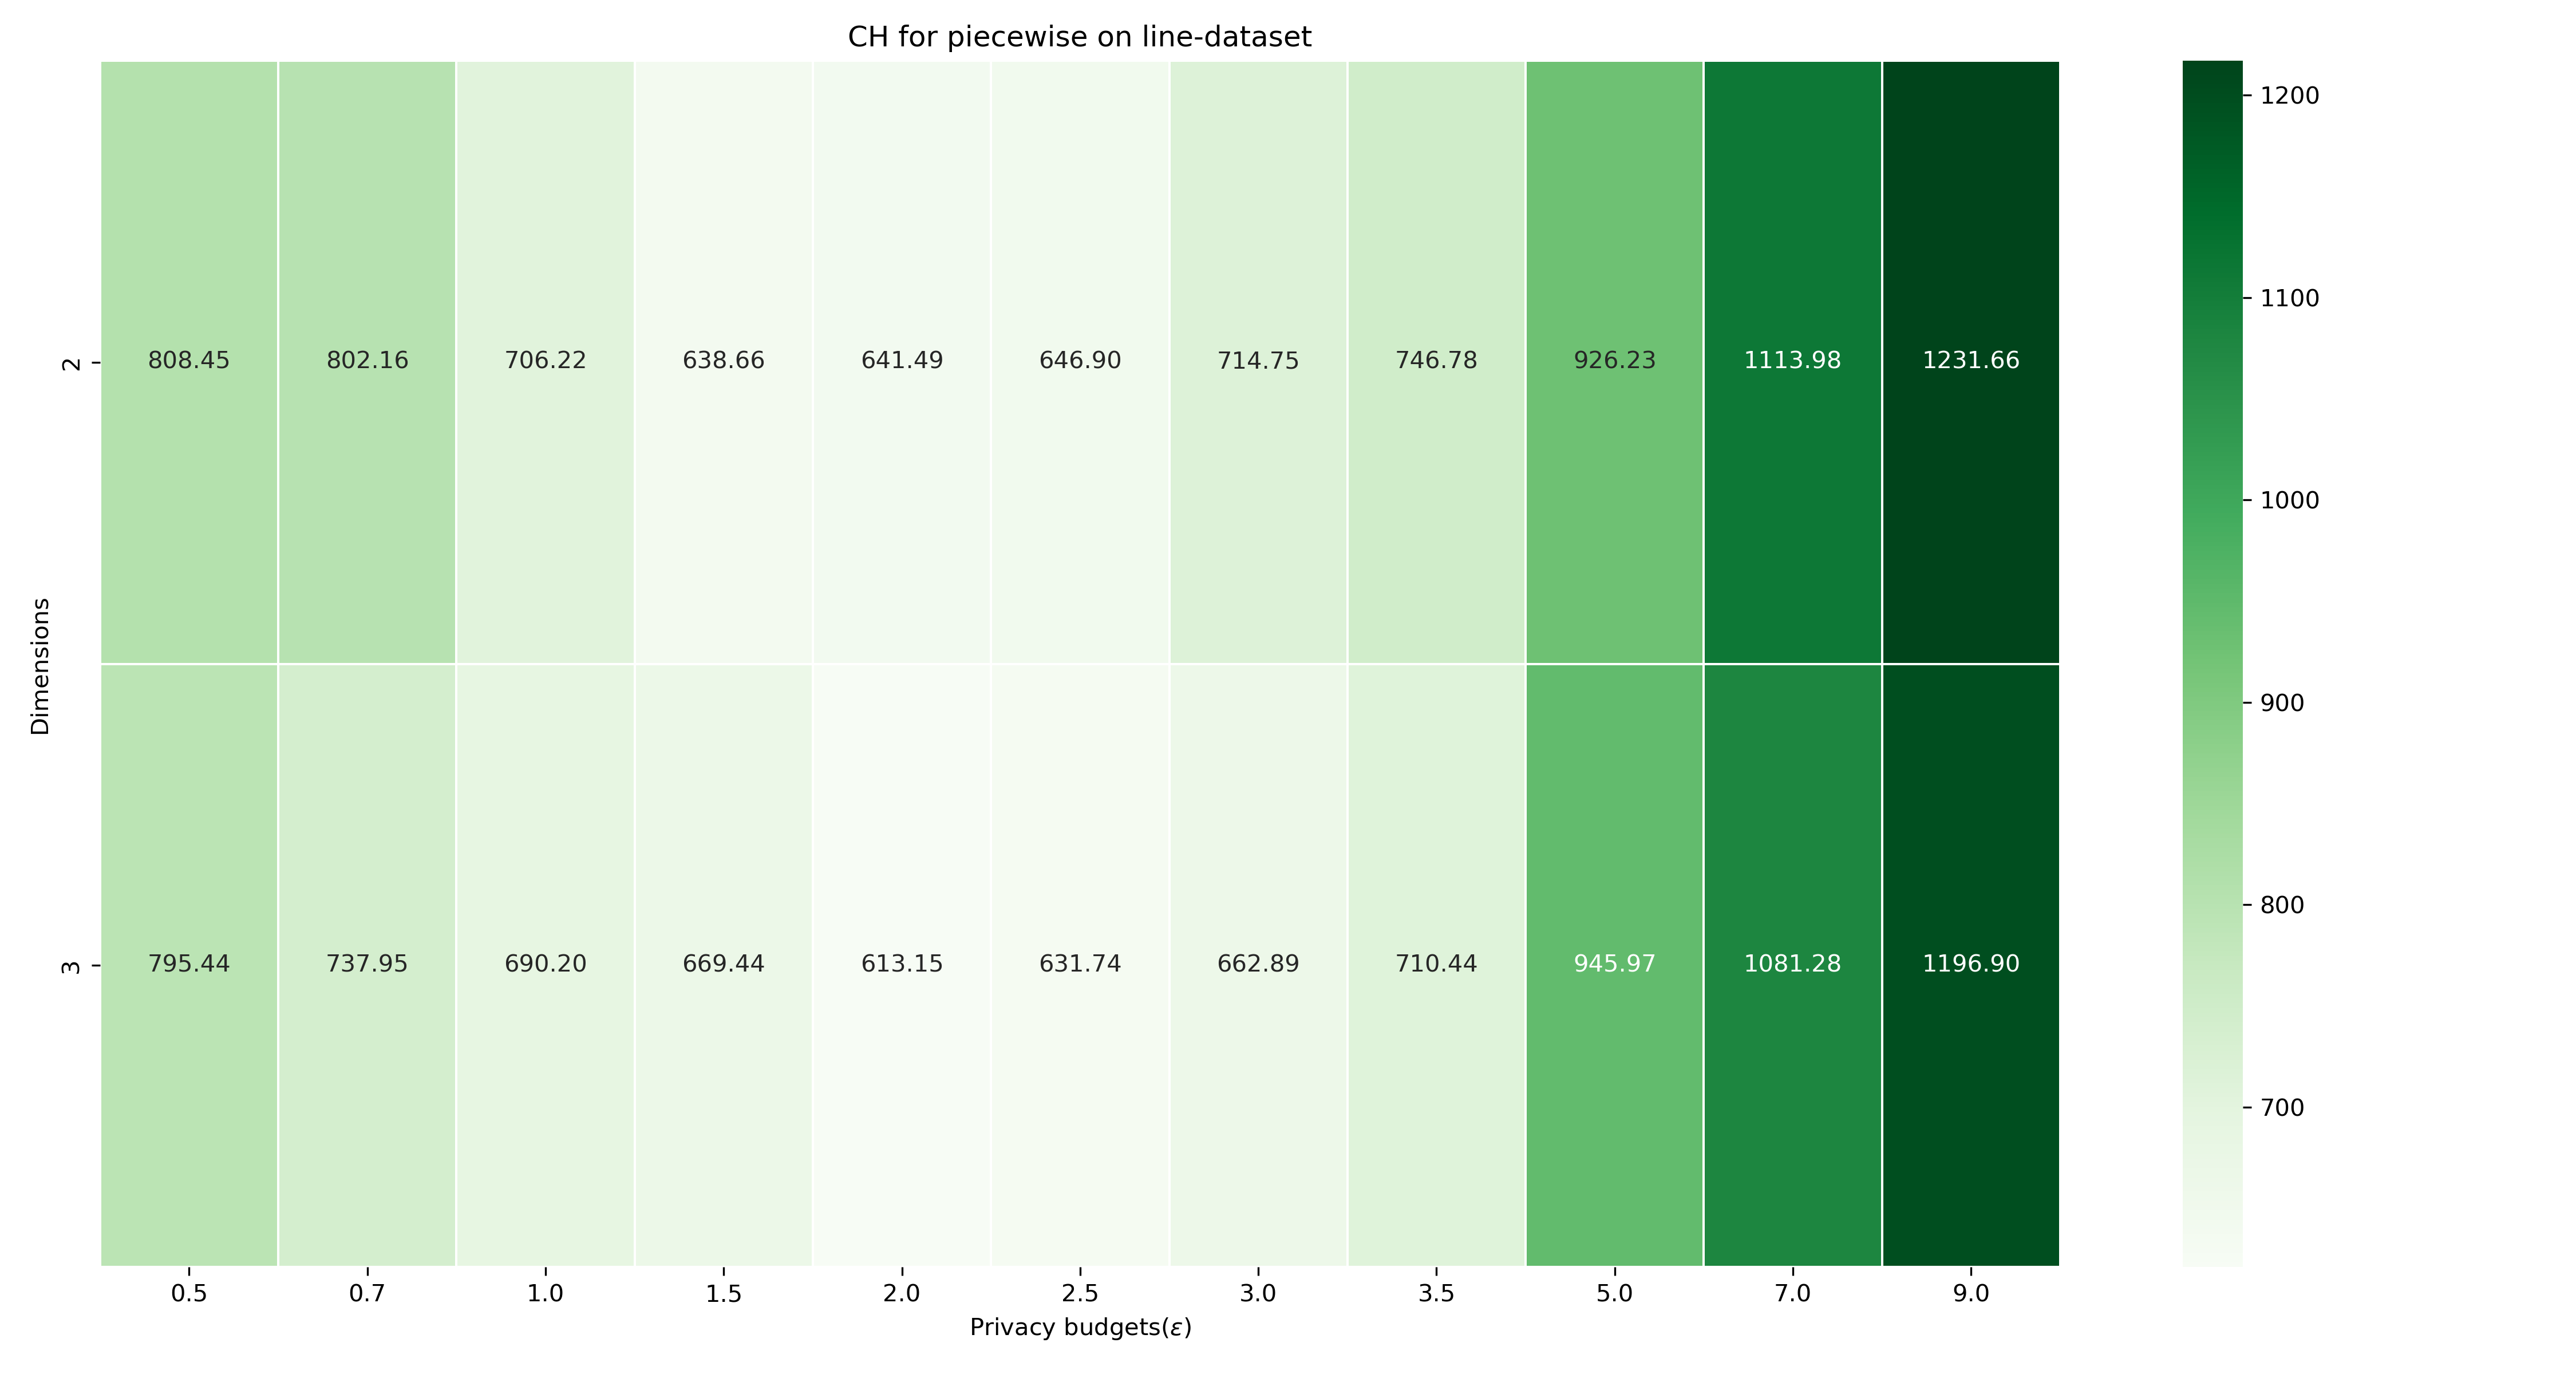 CH for piecewise on line-dataset
2
808.45 802.16 706.22 638.66 641.49 646.90 714.75 746.78 926.23 1113.98 1231.66
Dimensions
3
795.44 737.95 690.20 669.44 613.15 631.74 662.89 710.44 945.97 1081.28 1196.90
0.5 0.7 1.0 1.5 2.0 2.5 3.0 3.5 5.0 7.0 9.0
Privacy budgets(ε)
1200
1100
1000
900
800
700